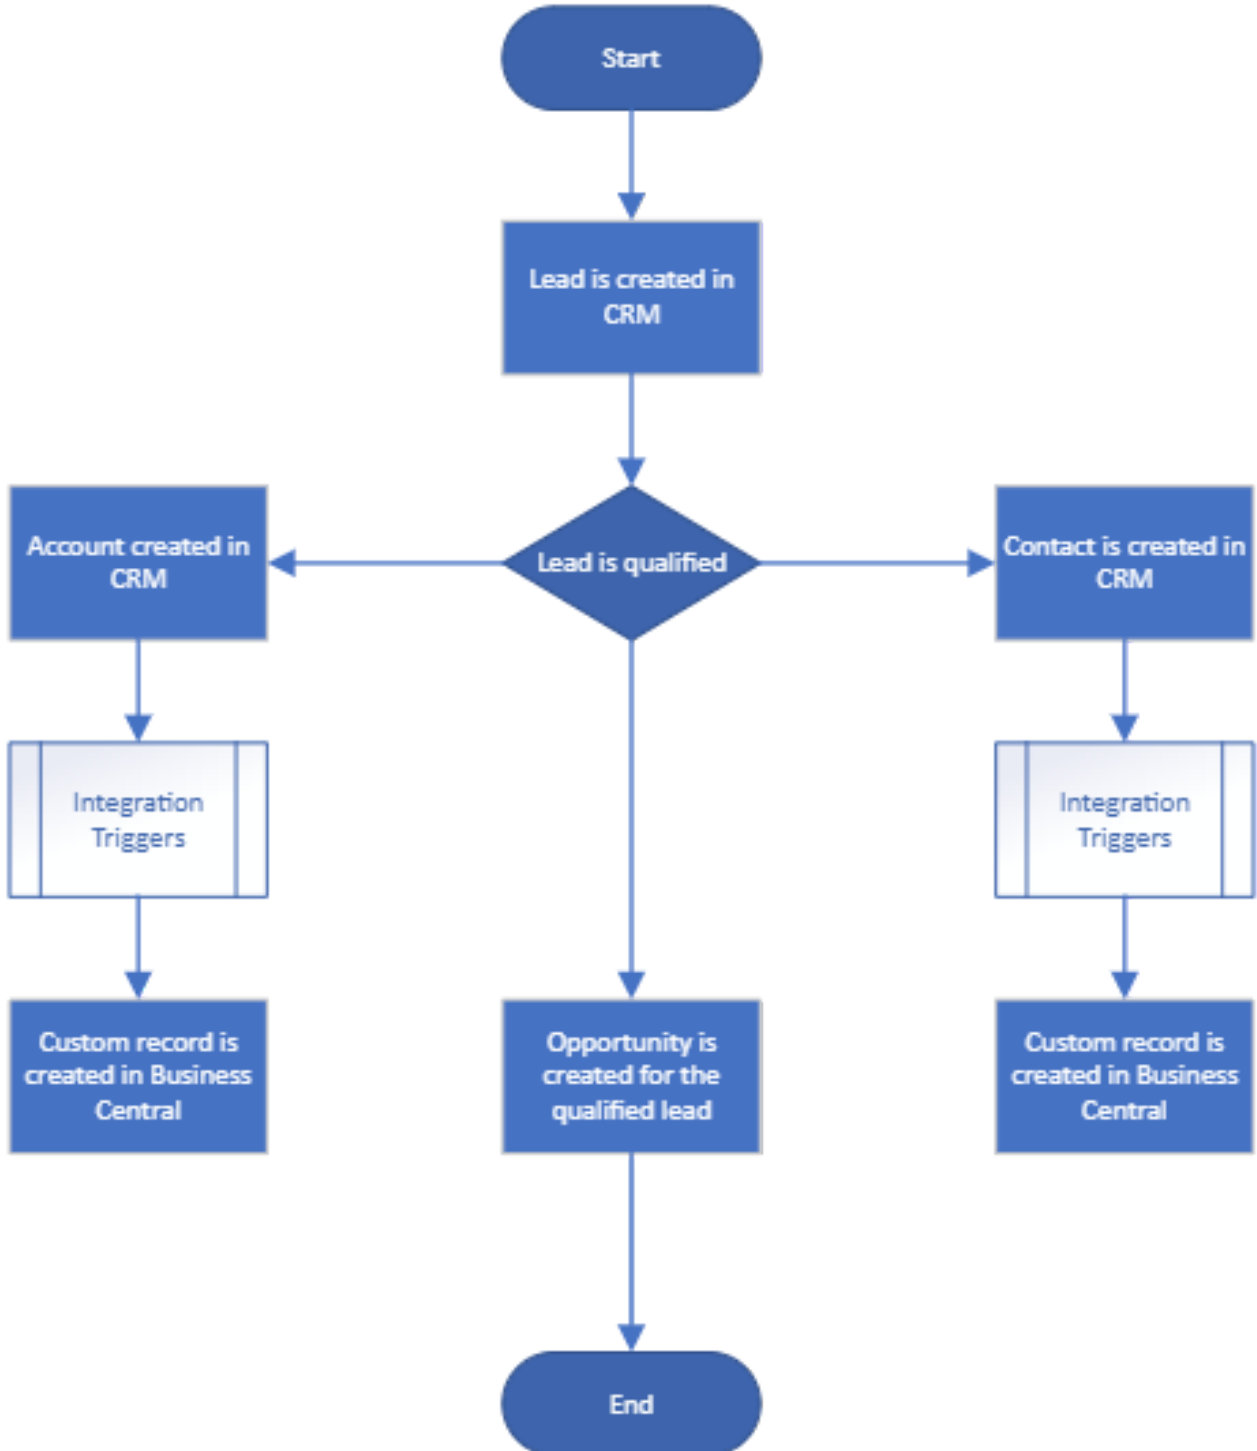 Start
Lead is created in
CRM
Account created in
CRM
Lead is qualified
Contact is created in
CRM
Integration
Triggers
Integration
Triggers
Custom record is
created in Business
Central
Opportunity is
created for the
qualified lead
Custom record is
created in Business
Central
End